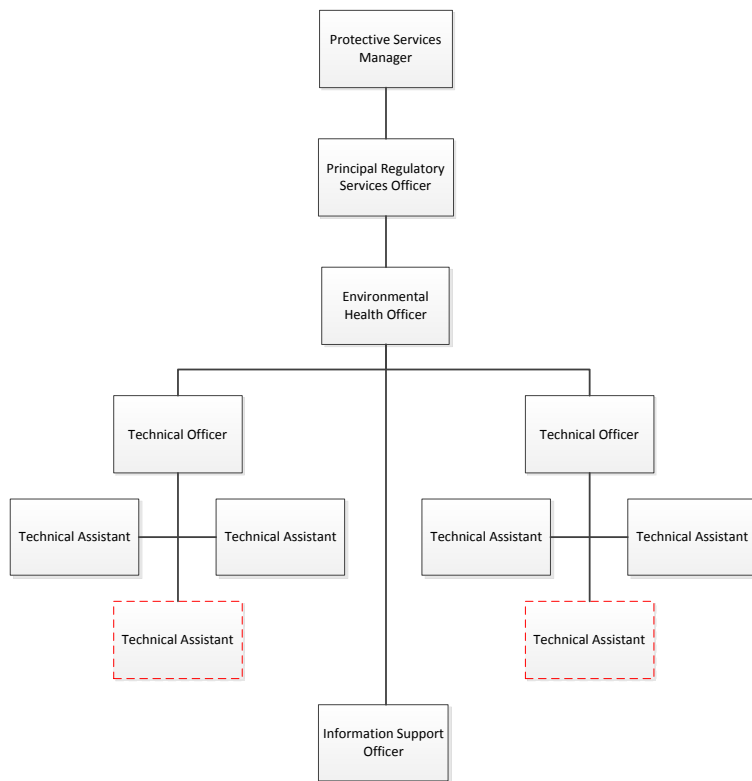 Protective Services
Manager
Principal Regulatory
Services Officer
Environmental
Health Officer
Technical Officer
Technical Officer
Technical Assistant
Technical Assistant
Technical Assistant
Technical Assistant
Technical Assistant
Technical Assistant
Information Support
Officer